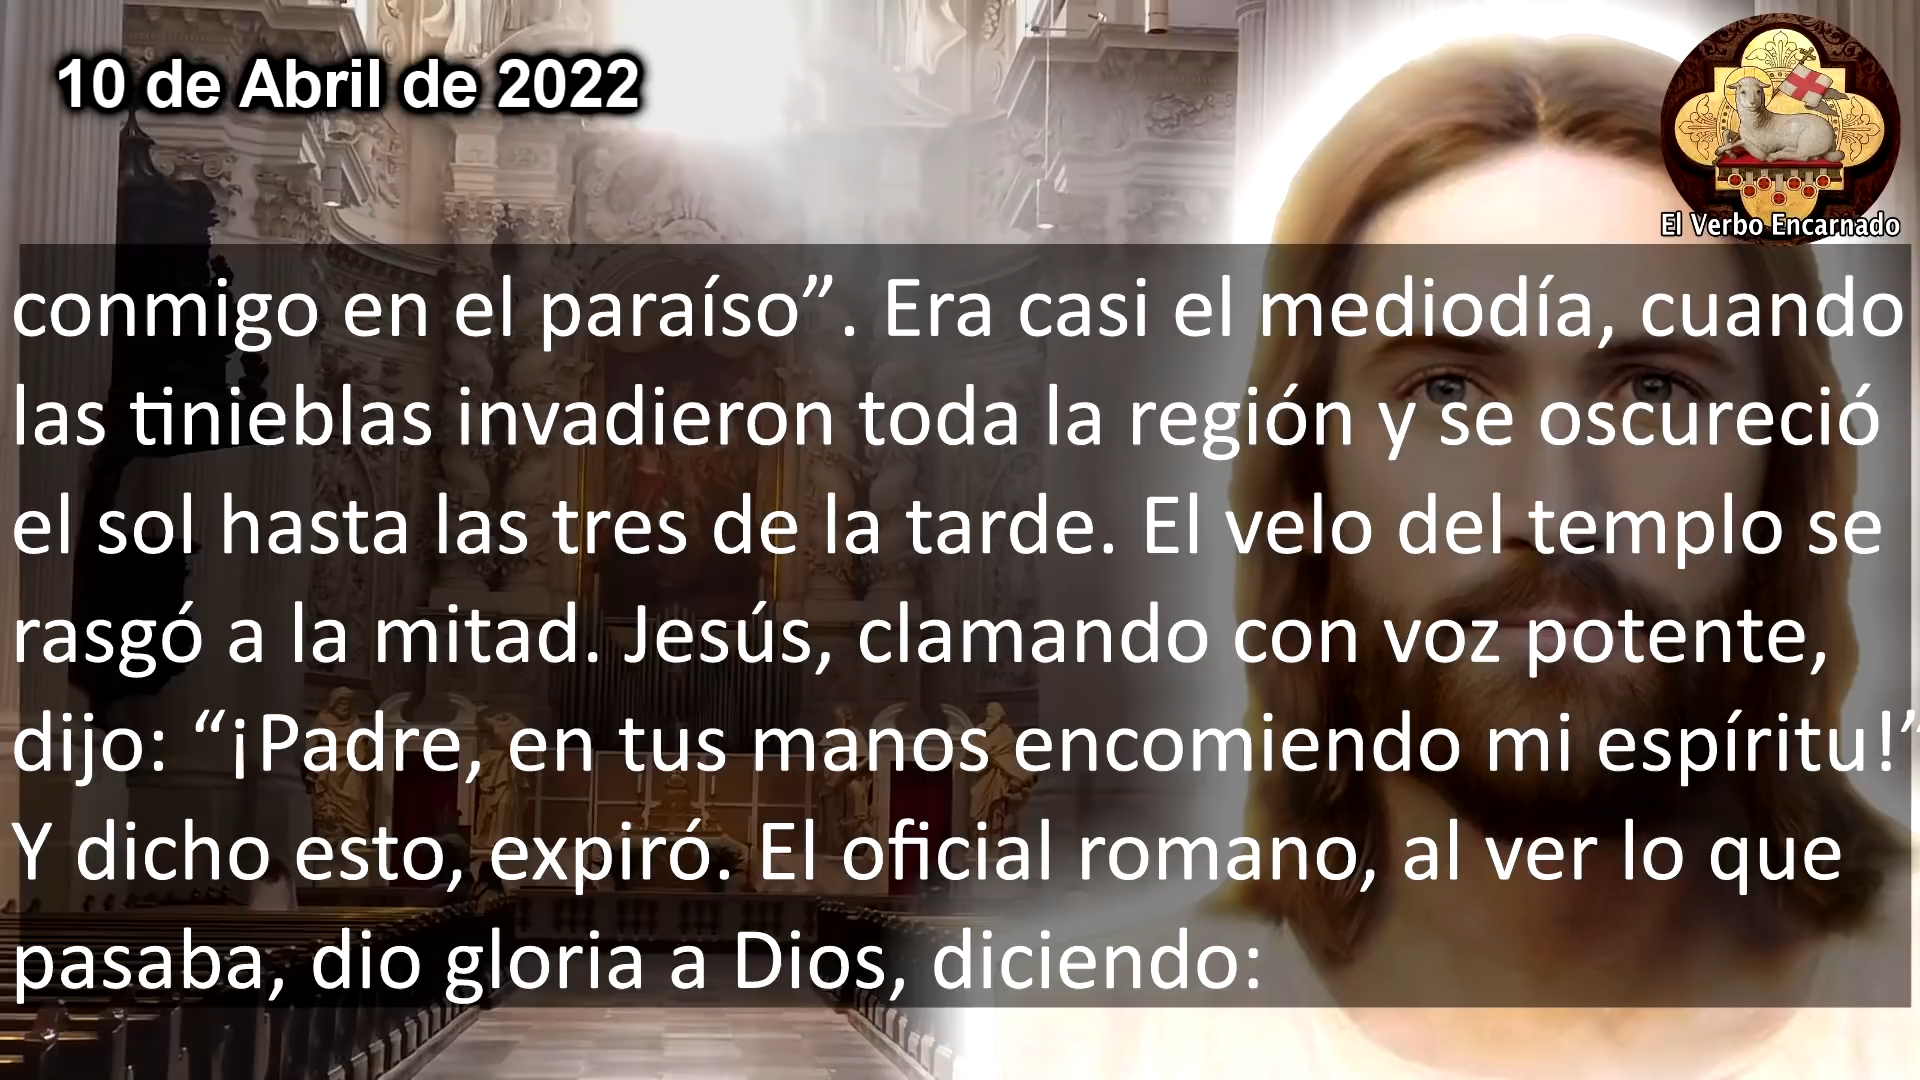 10 de Abril de 2022
El Verbo Encarnado
conmigo en el paraíso”. Era casi el mediodía, cuando
las tinieblas invadieron toda la región y se oscureció
el sol hasta las tres de la tarde. El velo del templo se
rasgó a la mitad. Jesús, clamando con voz potente,
dijo: “¡Padre, en tus manos encomiendo mi espíritu!”
Y dicho esto, expiró. El oficial romano, al ver lo que
pasaba, dio gloria a Dios, diciendo: